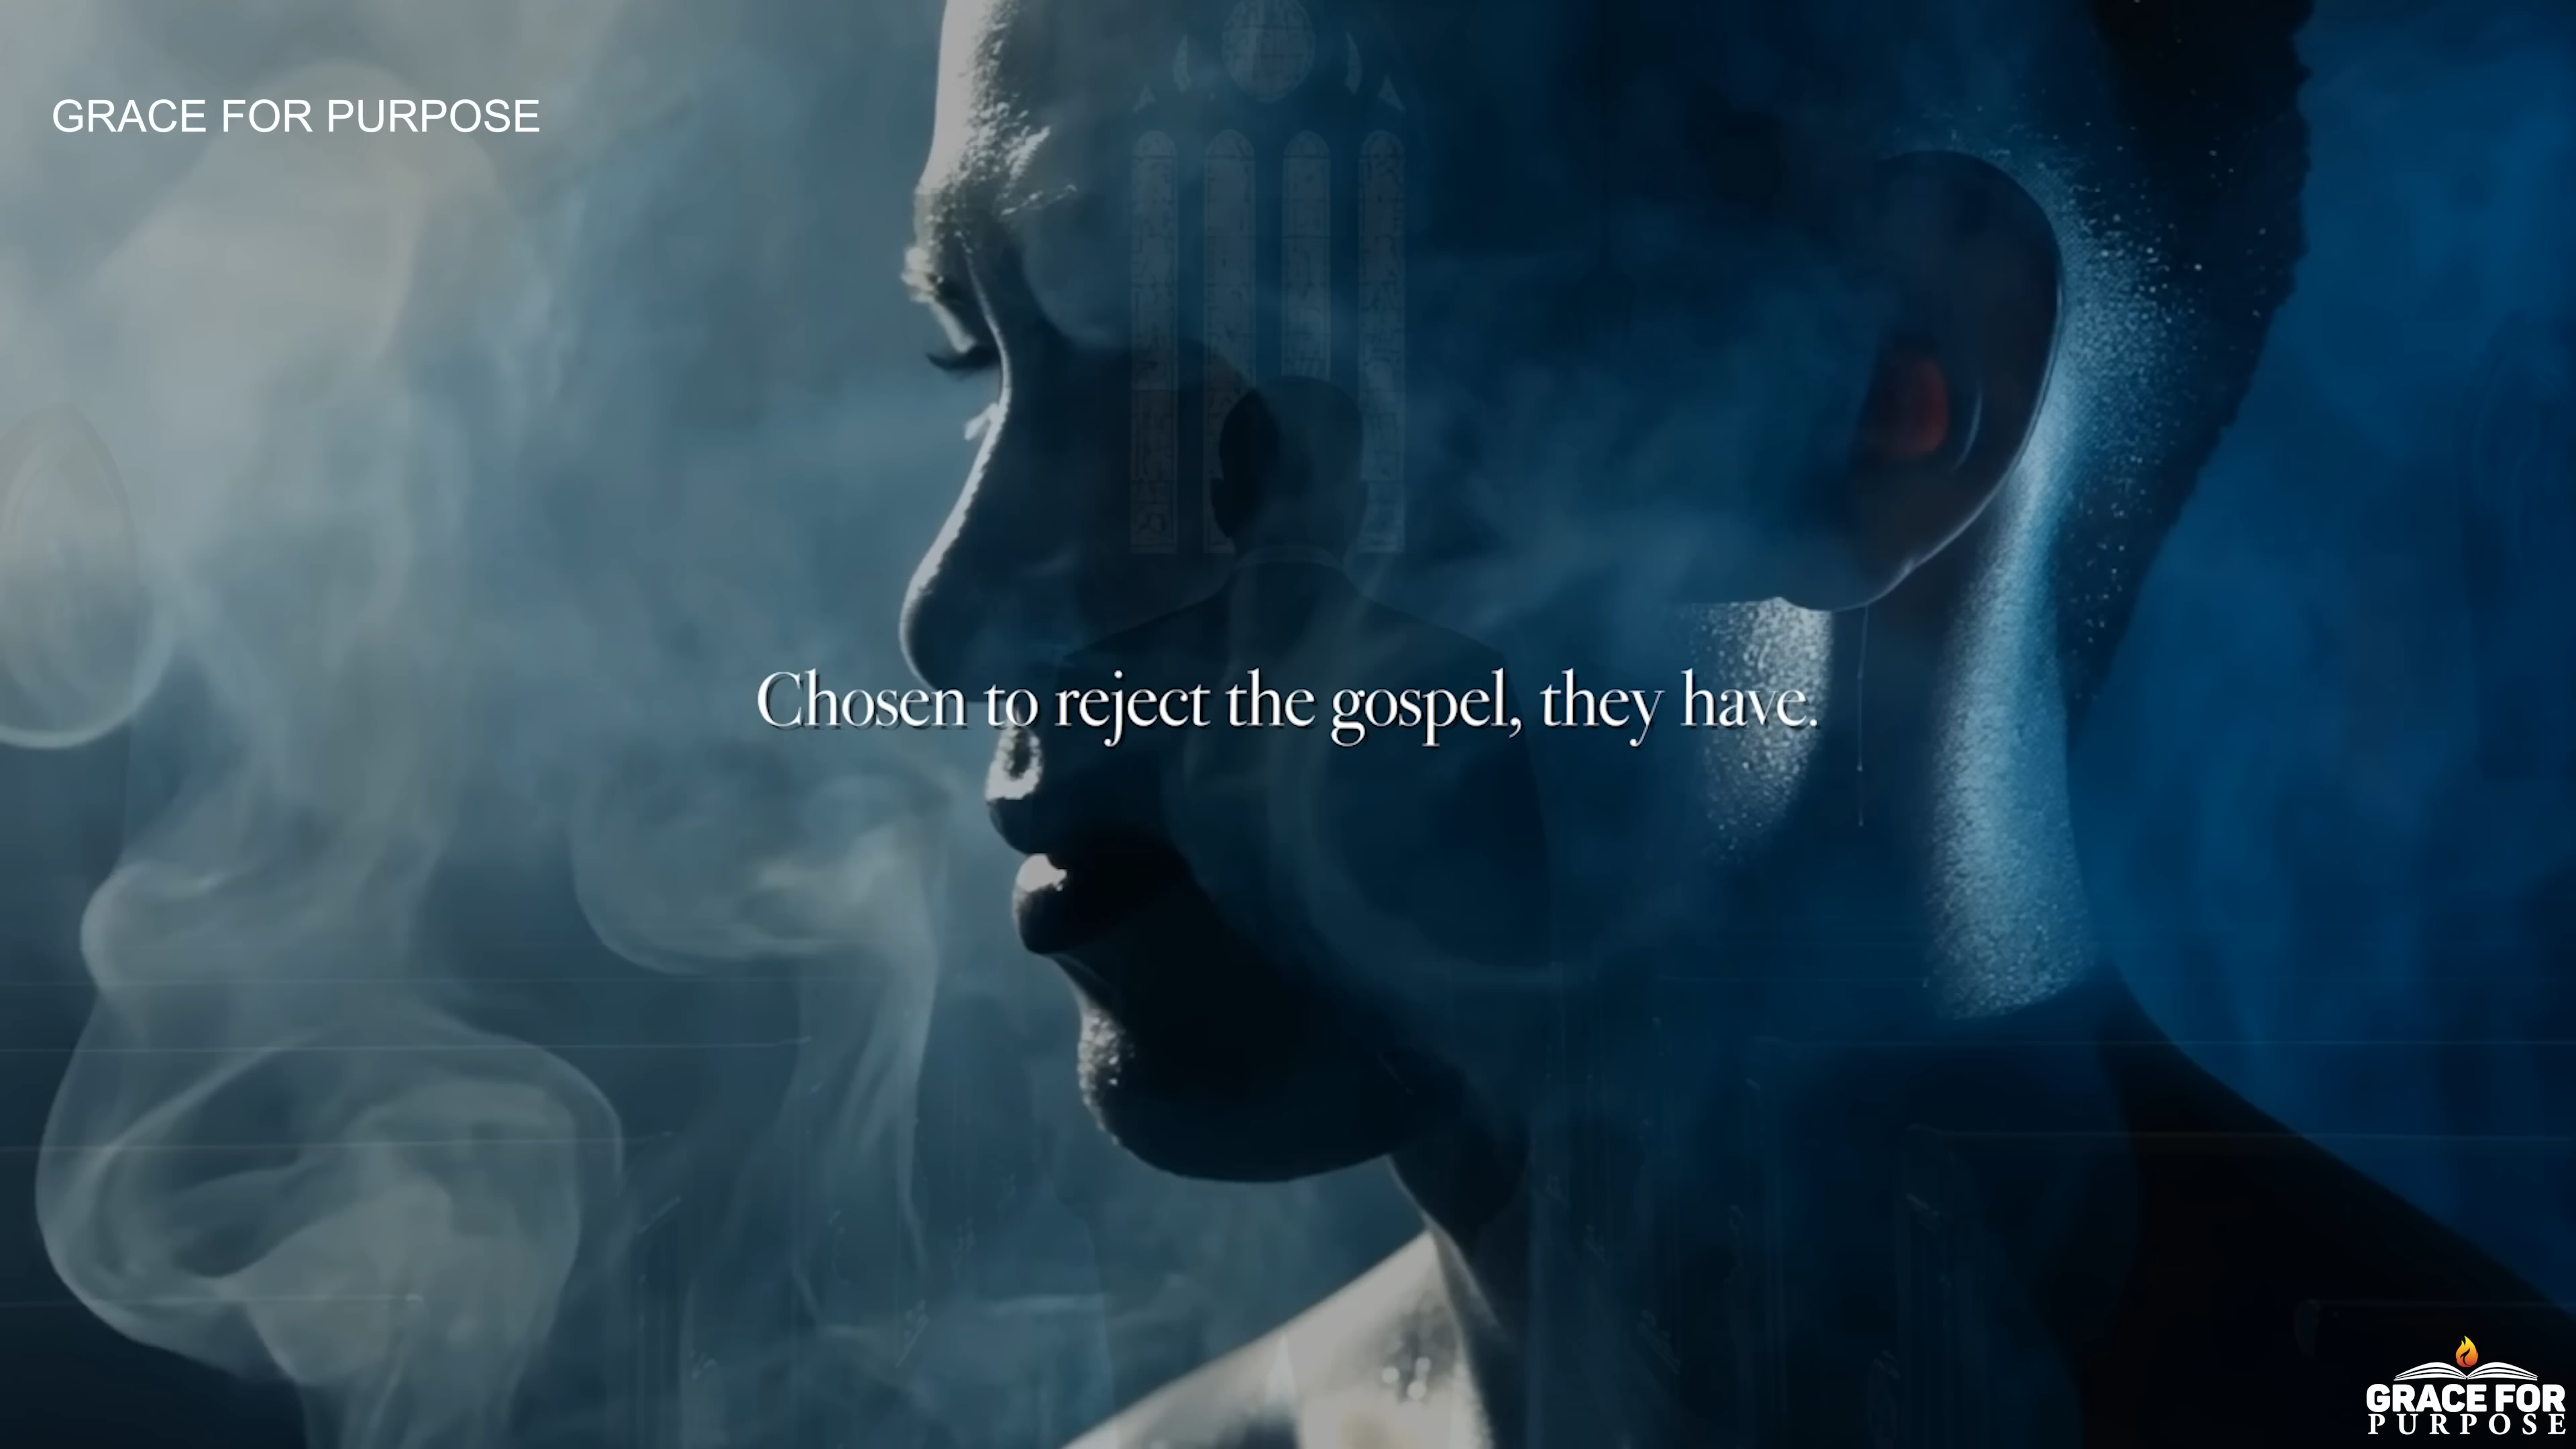 GRACE FOR PURPOSE
Chosen to reject the gospel, they have.
GRACE FOR
PURPOSE